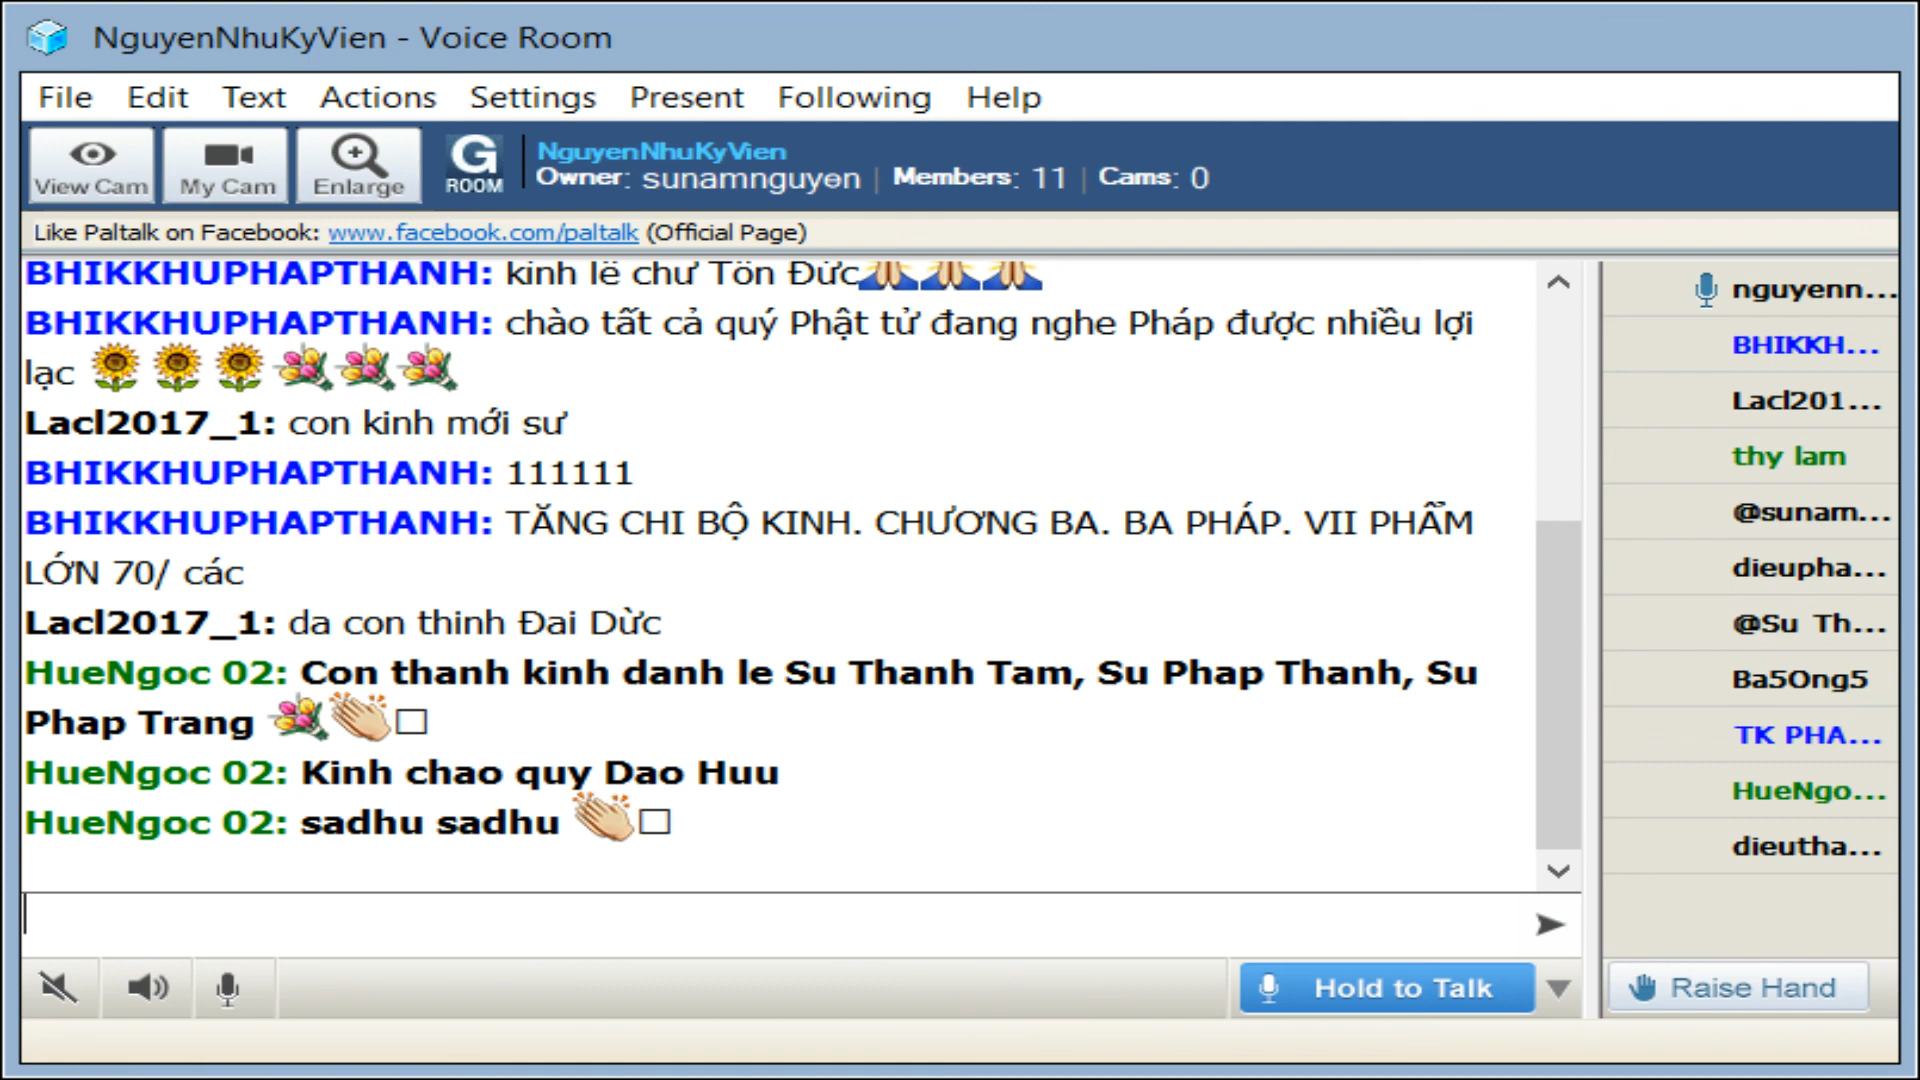 NguyenNhuKyVien - Voice Room
File Edit Text Actions Settings Present Following Help
View Cam My Cam Enlarge G ROOM
NguyenNhuKyVien
Owner: sunamnguyen | Members: 11 | Cams: 0
Like Paltalk on Facebook: www.facebook.com/paltalk (Official Page)
BHIKKHUPHAPTHANH: kính lễ chư Tôn Đức
BHIKKHUPHAPTHANH: chào tất cả quý Phật tử đang nghe Pháp được nhiều lợi
lạc
Lacl2017_1: con kinh mới sư
BHIKKHUPHAPTHANH: 111111
BHIKKHUPHAPTHANH: TĂNG CHI BỘ KINH. CHƯƠNG BA. BA PHÁP. VII PHẨM
LỚN 70/ các
Lacl2017_1: da con thinh Đai Dừc
HueNgoc 02: Con thanh kinh danh le Su Thanh Tam, Su Phap Thanh, Su
Phap Trang
HueNgoc 02: Kinh chao quy Dao Huu
HueNgoc 02: sadhu sadhu
nguyenn...
BHIKKH...
Lacl201...
thy lam
@sunam...
dieupha...
@Su Th...
Ba5Ong5
TK PHA...
HueNgo...
dieutha...
Hold to Talk
Raise Hand